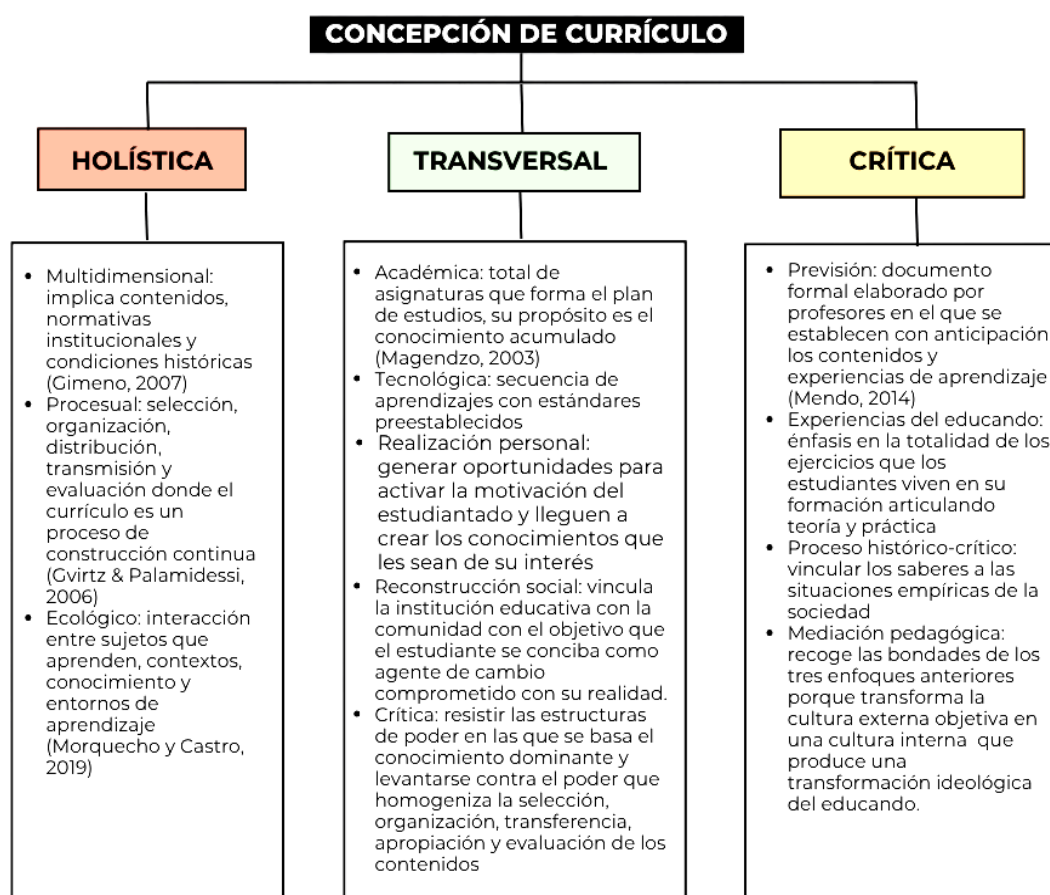 CONCEPCIÓN DE CURRÍCULO
HOLÍSTICA
• Multidimensional:
implica contenidos,
normativas
institucionales y
condiciones históricas
(Gimeno, 2007)
• Procesual: selección,
organización,
distribución,
transmisión y
evaluación donde el
currículo es un
proceso de
construcción continua
(Gvirtz & Palamidessi,
2006)
• Ecológico: interacción
entre sujetos que
aprenden, contextos,
conocimiento y
entornos de
aprendizaje
(Morquecho y Castro,
2019)
TRANSVERSAL
• Académica: total de
asignaturas que forma el plan
de estudios, su propósito es el
conocimiento acumulado
(Magendzo, 2003)
• Tecnológica: secuencia de
aprendizajes con estándares
preestablecidos
• Realización personal:
generar oportunidades para
activar la motivación del
estudiantado y lleguen a
crear los conocimientos que
les sean de su interés
• Reconstrucción social: vincula
la institución educativa con la
comunidad con el objetivo que
el estudiante se conciba como
agente de cambio
comprometido con su realidad.
• Crítica: resistir las estructuras
de poder en las que se basa el
conocimiento dominante y
levantarse contra el poder que
homogeniza la selección,
organización, transferencia,
apropiación y evaluación de los
contenidos
CRÍTICA
• Previsión: documento
formal elaborado por
profesores en el que se
establecen con anticipación
los contenidos y
experiencias de aprendizaje
(Mendo, 2014)
• Experiencias del educando:
énfasis en la totalidad de los
ejercicios que los
estudiantes viven en su
formación articulando
teoría y práctica
• Proceso histórico-crítico:
vincular los saberes a las
situaciones empíricas de la
sociedad
• Mediación pedagógica:
recoge las bondades de los
tres enfoques anteriores
porque transforma la
cultura externa objetiva en
una cultura interna que
produce una
transformación ideológica
del educando.